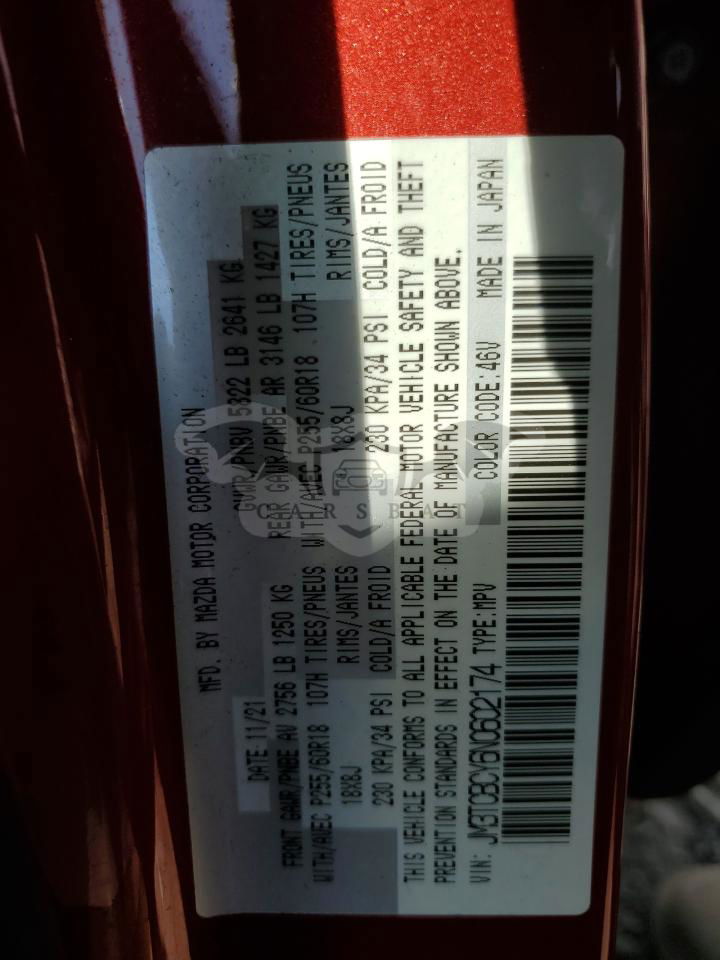 MFD. BY MAZDA MOTOR CORPORATION
DATE: 11/21 GVWR/PNBV 5822 LB 2641 KG
FRONT GAWR/PNBE AV 2756 LB 1250 KG REAR GAWR/PNBE AR 3146 LB 1427 KG
WITH/AVEC P255/60R18 107H TIRES/PNEUS WITH/AVEC P255/60R18 107H TIRES/PNEUS
18X8J RIMS/JANTES 18X8J RIMS/JANTES
230 KPA/34 PSI COLD/A FROID 230 KPA/34 PSI COLD/A FROID
THIS VEHICLE CONFORMS TO ALL APPLICABLE FEDERAL MOTOR VEHICLE SAFETY AND THEFT
PREVENTION STANDARDS IN EFFECT ON THE DATE OF MANUFACTURE SHOWN ABOVE.
VIN: JM3TCBCY6N0602174 TYPE:MPV COLOR CODE:46V MADE IN JAPAN
CARSBAT